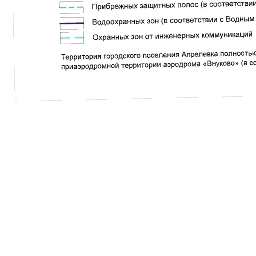 Прибрежных защитных полос (в соответствии
Водоохранных зон (в соответствии с Водным
Охранных зон от инженерных коммуникаций
Территория городского поселения Апрелевка полностью
приаэродромной территории аэродрома «Внуково» (в со